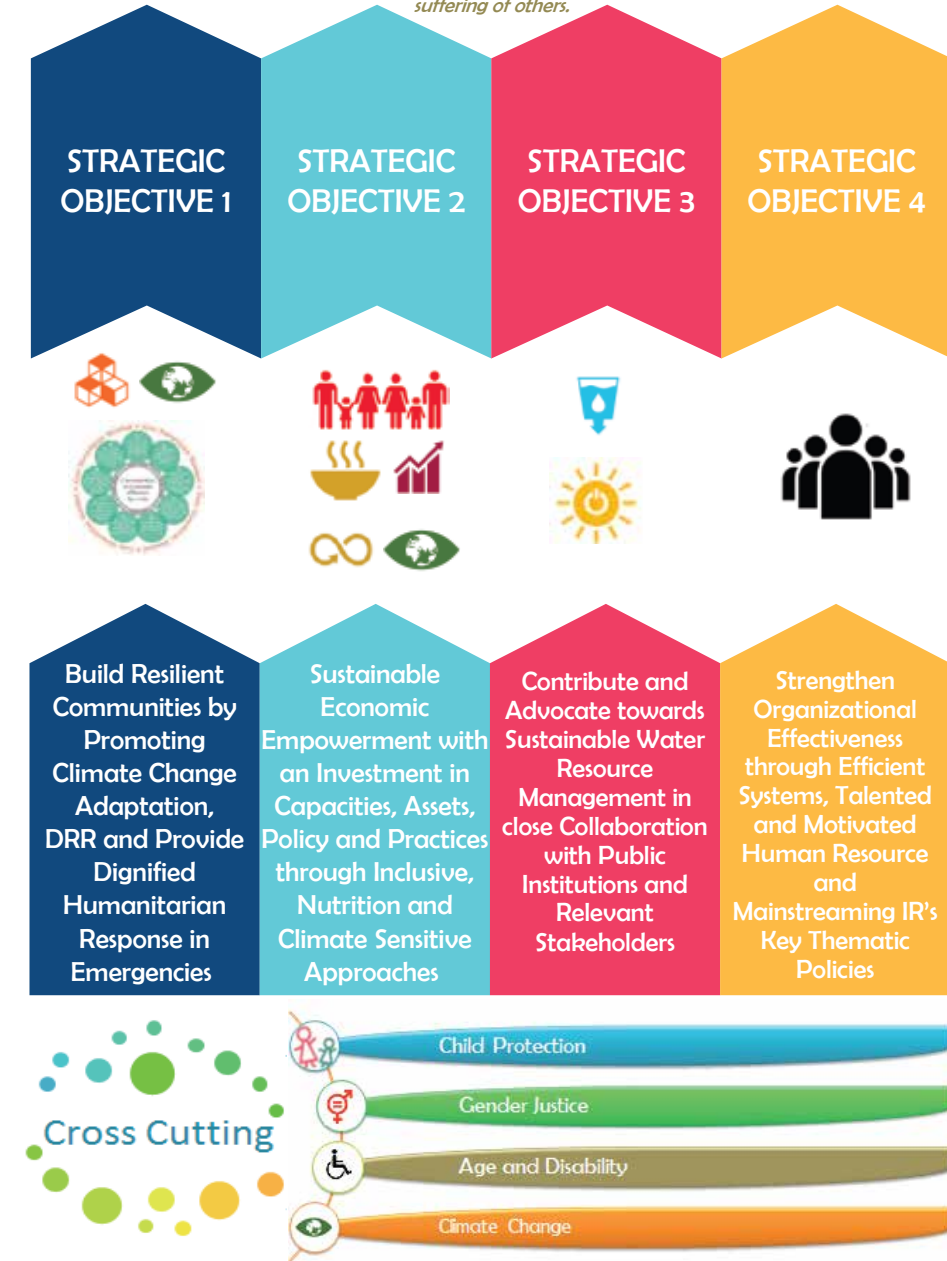 suffering of others.
STRATEGIC
OBJECTIVE 1
STRATEGIC
OBJECTIVE 2
STRATEGIC
OBJECTIVE 3
STRATEGIC
OBJECTIVE 4
Build Resilient
Communities by
Promoting
Climate Change
Adaptation,
DRR and Provide
Dignified
Humanitarian
Response in
Emergencies
Sustainable
Economic
Empowerment with
an Investment in
Capacities, Assets,
Policy and Practices
through Inclusive,
Nutrition and
Climate Sensitive
Approaches
Contribute and
Advocate towards
Sustainable Water
Resource
Management in
close Collaboration
with Public
Institutions and
Relevant
Stakeholders
Strengthen
Organizational
Effectiveness
through Efficient
Systems, Talented
and Motivated
Human Resource
and
Mainstreaming IR's
Key Thematic
Policies
Cross Cutting
Child Protection
Gender Justice
Age and Disability
Climate Change